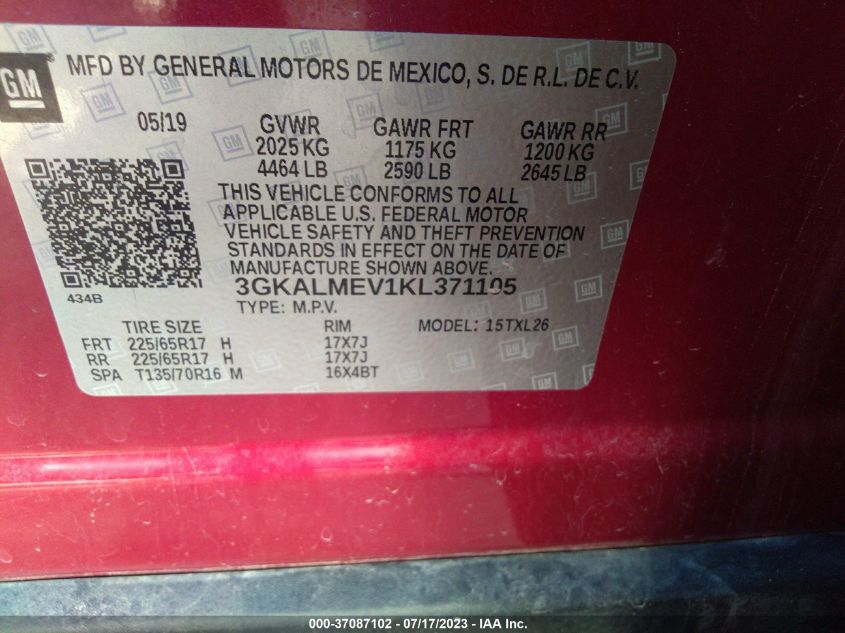 GM
MFD BY GENERAL MOTORS DE MEXICO, S. DE R.L. DE C.V.
05/19 GVWR GAWR FRT GAWR RR
2025 KG 1175 KG 1200 KG
4464 LB 2590 LB 2645 LB
THIS VEHICLE CONFORMS TO ALL
APPLICABLE U.S. FEDERAL MOTOR
VEHICLE SAFETY AND THEFT PREVENTION
STANDARDS IN EFFECT ON THE DATE OF
MANUFACTURE SHOWN ABOVE.
434B
3GKALMEV1KL371105
TYPE: M.P.V.
TIRE SIZE RIM MODEL: 15TXL26
FRT 225/65R17 H 17X7J
RR 225/65R17 H 17X7J
SPA T135/70R16 M 16X4BT
000-37087102 - 07/17/2023 - IAA Inc.